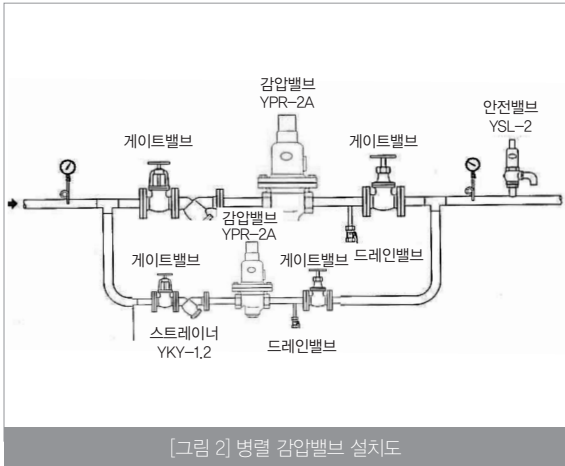 감압밸브
YPR-2A
안전밸브
YSL-2
게이트밸브
게이트밸브
감압밸브
YPR-2A
드레인밸브
게이트밸브
게이트밸브
스트레이너
YKY-1,2
드레인밸브
[그림 2] 병렬 감압밸브 설치도